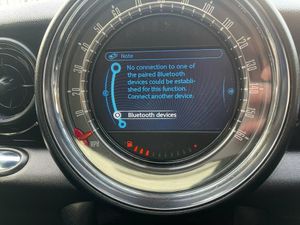 Note
No connection to one of
the paired Bluetooth
devices could be establi-
shed for this function.
Connect another device.
Bluetooth devices
MPH